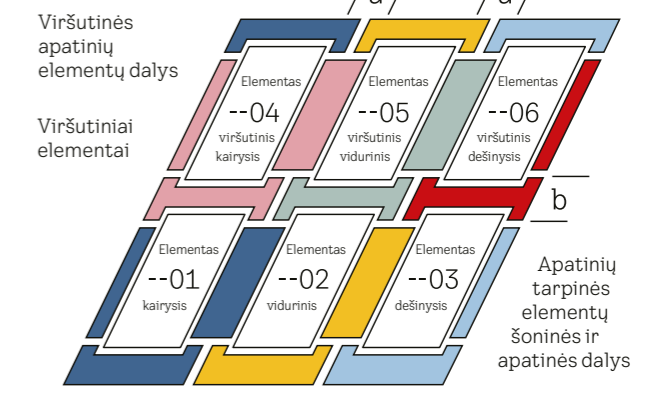 a a
Viršutinės
apatinių
elementų dalys
Viršutiniai
elementai
Elementas
--04
viršutinis
kairysis
Elementas
--05
viršutinis
vidurinis
Elementas
--06
viršutinis
dešinysis
b
Elementas
--01
kairysis
Elementas
--02
vidurinis
Elementas
--03
dešinysis
Apatinių
tarpinės
elementų
šoninės ir
apatinės dalys